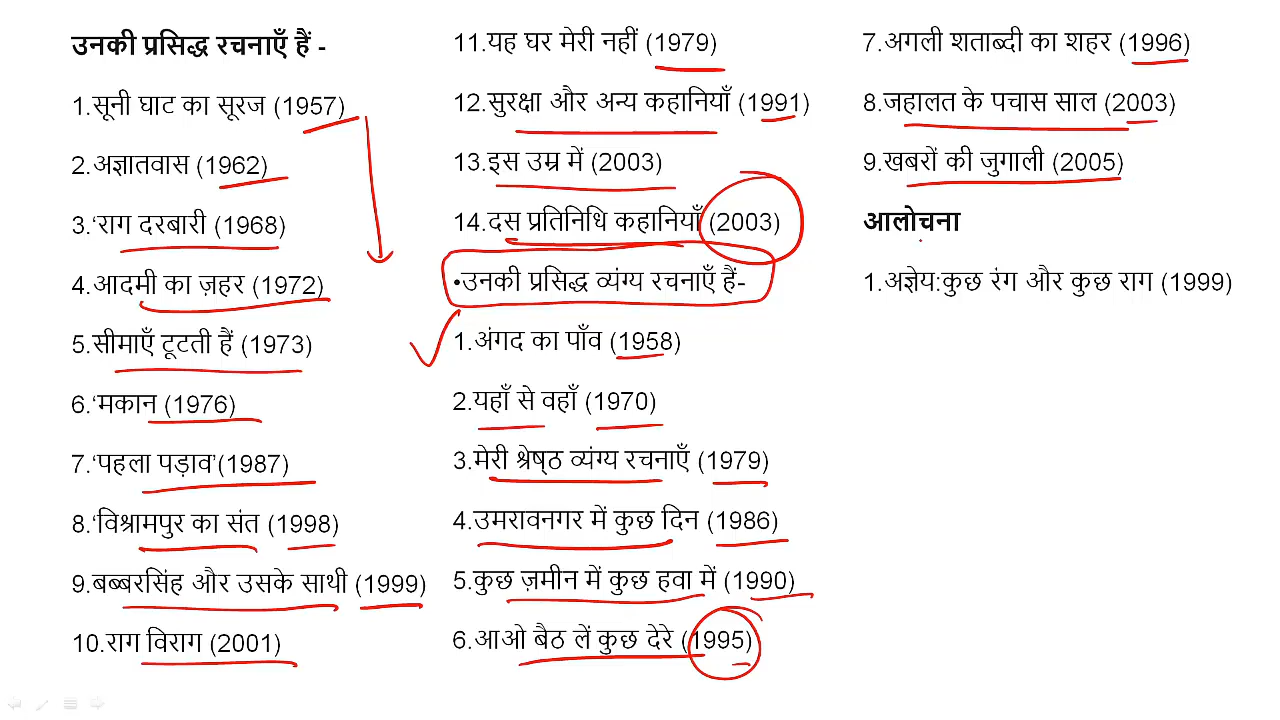 उनकी प्रसिद्ध रचनाएँ हैं -
1.सूनी घाट का सूरज (1957)
2.अज्ञातवास (1962)
3.‘राग दरबारी (1968)
4.आदमी का ज़हर (1972)
5.सीमाएँ टूटती हैं (1973)
6.‘मकान (1976)
7.‘पहला पड़ाव’(1987)
8.‘विश्रामपुर का संत (1998)
9.बब्बरसिंह और उसके साथी (1999)
10.राग विराग (2001)
11.यह घर मेरी नहीं (1979)
12.सुरक्षा और अन्य कहानियाँ (1991)
13.इस उम्र में (2003)
14.दस प्रतिनिधि कहानियाँ (2003)
•उनकी प्रसिद्ध व्यंग्य रचनाएँ हैं-
1.अंगद का पाँव (1958)
2.यहाँ से वहाँ (1970)
3.मेरी श्रेष्ठ व्यंग्य रचनाएँ (1979)
4.उमरावनगर में कुछ दिन (1986)
5.कुछ ज़मीन में कुछ हवा में (1990)
6.आओ बैठ लें कुछ देरे (1995)
7.अगली शताब्दी का शहर (1996)
8.जहालत के पचास साल (2003)
9.खबरों की जुगाली (2005)
आलोचना
1.अज्ञेय:कुछ रंग और कुछ राग (1999)